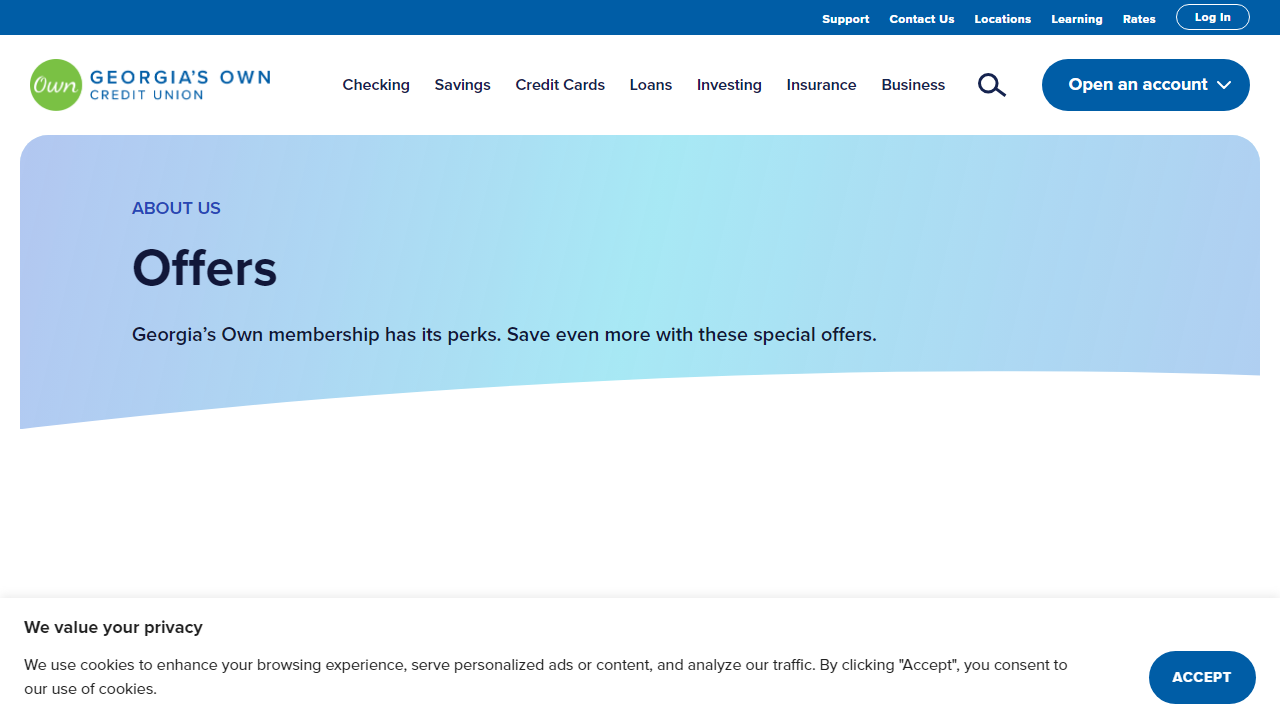 Support Contact Us Locations Learning Rates Log In
Own GEORGIA'S OWN
CREDIT UNION
Checking Savings Credit Cards Loans Investing Insurance Business Open an account
ABOUT US
Offers
Georgia’s Own membership has its perks. Save even more with these special offers.
We value your privacy
We use cookies to enhance your browsing experience, serve personalized ads or content, and analyze our traffic. By clicking "Accept", you consent to
our use of cookies.
ACCEPT